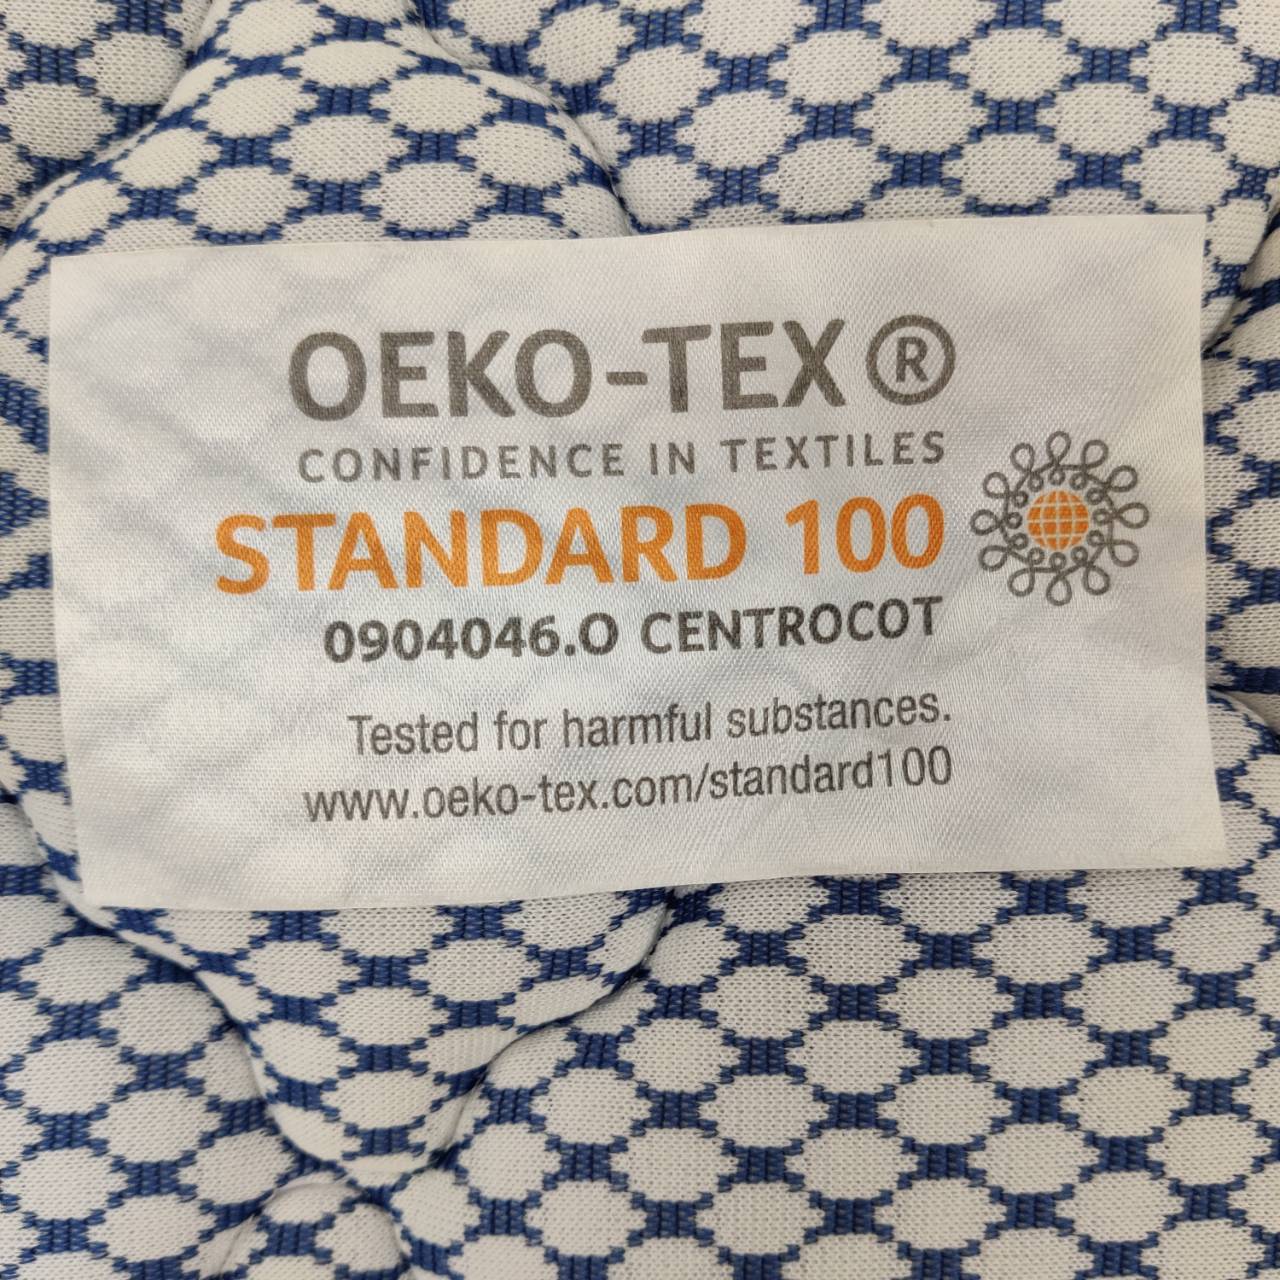 OEKO-TEX®
CONFIDENCE IN TEXTILES
STANDARD 100
0904046.O CENTROCOT
Tested for harmful substances.
www.oeko-tex.com/standard100